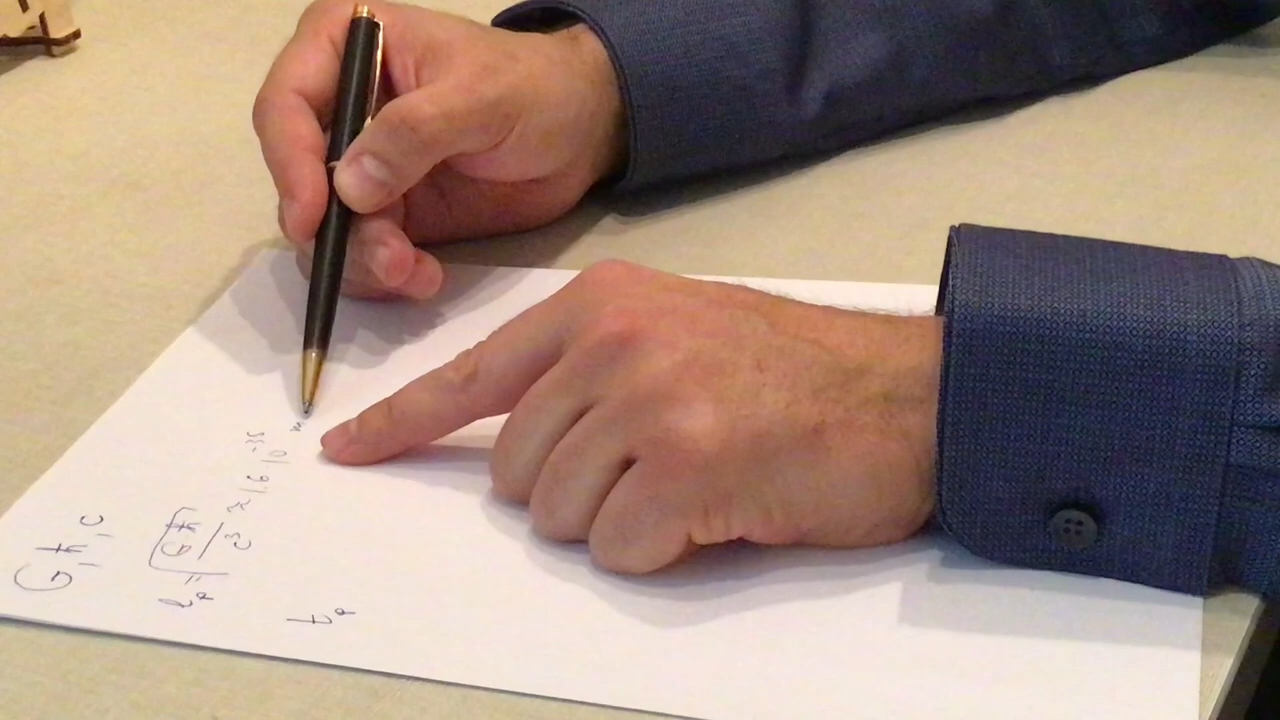 G, ħ, c
lₚ = √(Għ/c³) ≈ 1.6 10⁻³⁵ m
tₚ